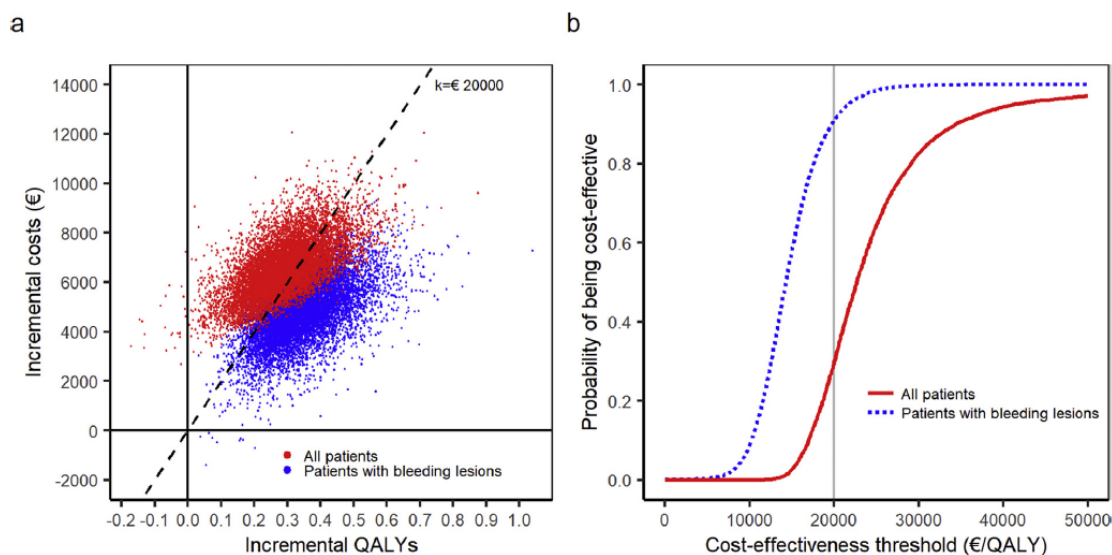 a
14000
12000
10000
8000
6000
4000
2000
0
-2000
Incremental costs (€)
k=€ 20000
All patients
Patients with bleeding lesions
-0.2 -0.1 0.0 0.1 0.2 0.3 0.4 0.5 0.6 0.7 0.8 0.9 1.0
Incremental QALYs
b
1.0
0.8
0.6
0.4
0.2
0.0
Probability of being cost-effective
All patients
Patients with bleeding lesions
0 10000 20000 30000 40000 50000
Cost-effectiveness threshold (€/QALY)